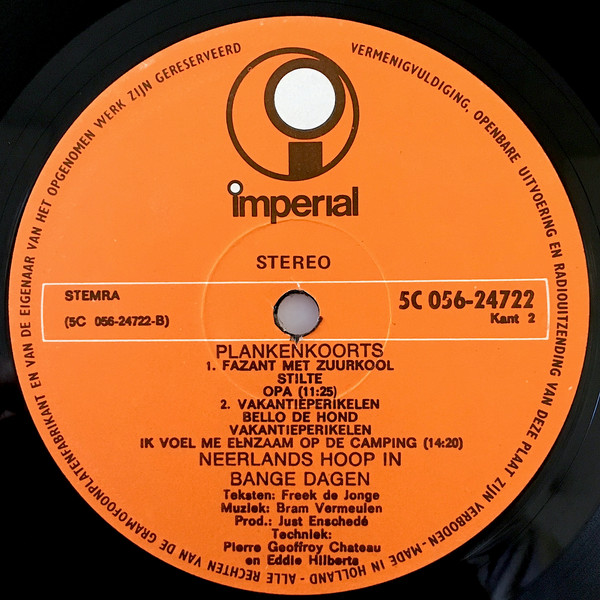 ALLE RECHTEN VAN DE GRAMOFOONPLATENFABRIKANT EN VAN DE EIGENAAR VAN HET OPGENOMEN WERK ZIJN GERESERVEERD
VERMENIGVULDIGING, OPENBARE UITVOERING EN RADIOUITZENDING VAN DEZE PLAAT ZIJN VERBODEN - MADE IN HOLLAND -
imperial
STEREO
STEMRA
5C 056-24722
(5C 056-24722-B)
Kant 2
PLANKENKOORTS
1. FAZANT MET ZUURKOOL
STILTE
OPA (11:25)
2. VAKANTIEPERIKELEN
BELLO DE HOND
VAKANTIEPERIKELEN
IK VOEL ME EENZAAM OP DE CAMPING (14:20)
NEERLANDS HOOP IN
BANGE DAGEN
Teksten: Freek de Jonge
Muziek: Bram Vermeulen
Prod.: Just Enschedé
Techniek:
Pierre Geoffroy Chateau
en Eddie Hilberts